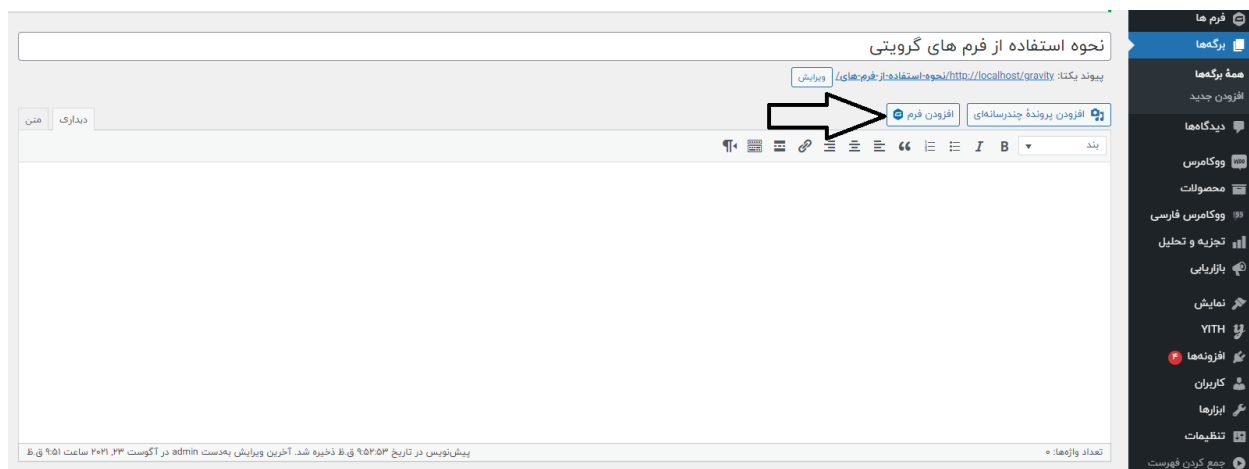 فرم ها
برگه‌ها
همهٔ برگه‌ها
افزودن جدید
دیدگاه‌ها
ووکامرس
محصولات
ووکامرس فارسی
تجزیه و تحلیل
بازاریابی
نمایش
YITH
افزونه‌ها ۴
کاربران
ابزارها
تنظیمات
جمع کردن فهرست
نحوه استفاده از فرم های گرویتی
پیوند یکتا: http://localhost/gravity/نحوه-استفاده-از-فرم-های/ ویرایش
افزودن پروندهٔ چندرسانه‌ای افزودن فرم
دیداری متن
بند B I
تعداد واژه‌ها: ۰
پیش‌نویس در تاریخ ۹:۵۲:۵۳ ق.ظ ذخیره شد. آخرین ویرایش به‌دست admin در آگوست ۲۳, ۲۰۲۱ ساعت ۹:۵۱ ق.ظ